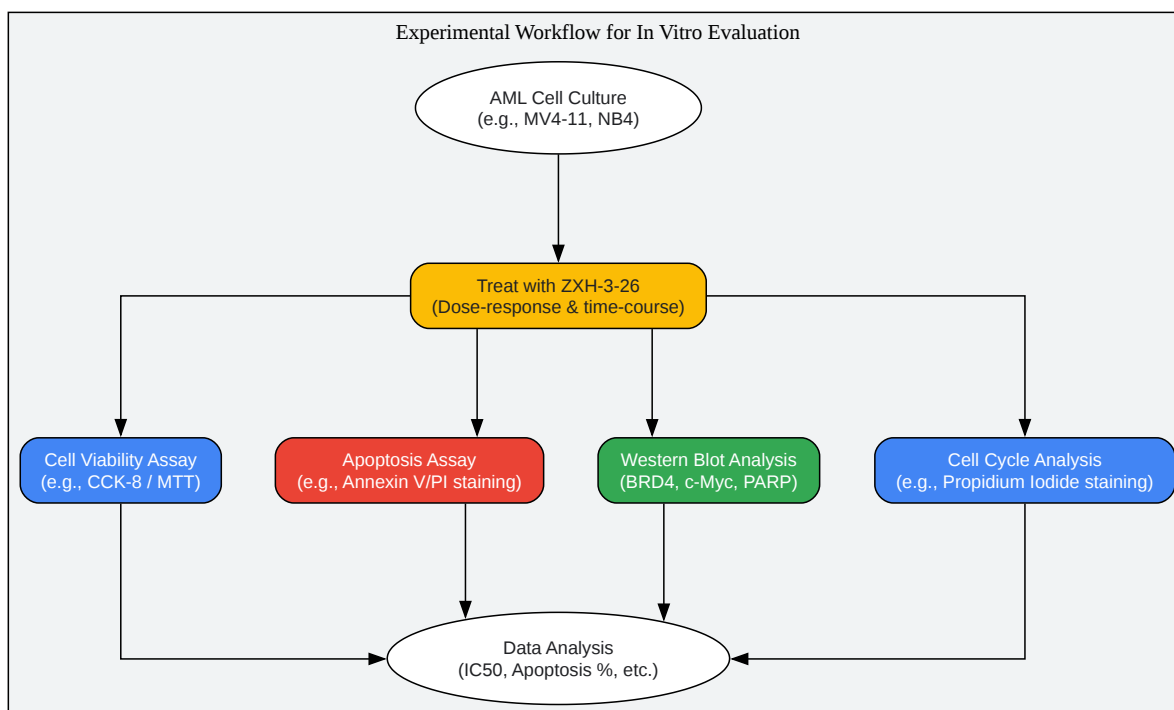 Experimental Workflow for In Vitro Evaluation
AML Cell Culture
(e.g., MV4-11, NB4)
Treat with ZXH-3-26
(Dose-response & time-course)
Cell Viability Assay
(e.g., CCK-8 / MTT)
Apoptosis Assay
(e.g., Annexin V/PI staining)
Western Blot Analysis
(BRD4, c-Myc, PARP)
Cell Cycle Analysis
(e.g., Propidium Iodide staining)
Data Analysis
(IC50, Apoptosis %, etc.)